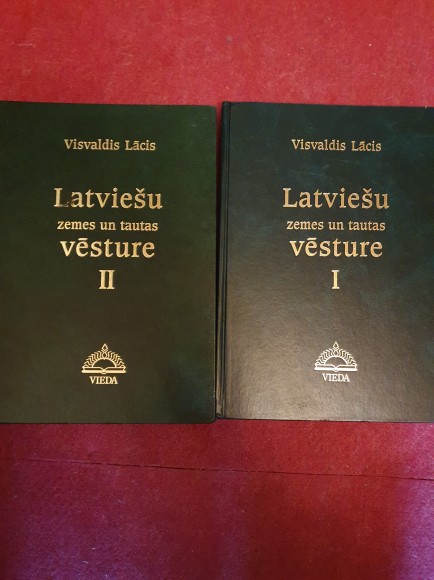 Visvaldis Lācis
Latviešu
zemes un tautas
vēsture
II
VIEDA
Visvaldis Lācis
Latviešu
zemes un tautas
vēsture
I
VIEDA